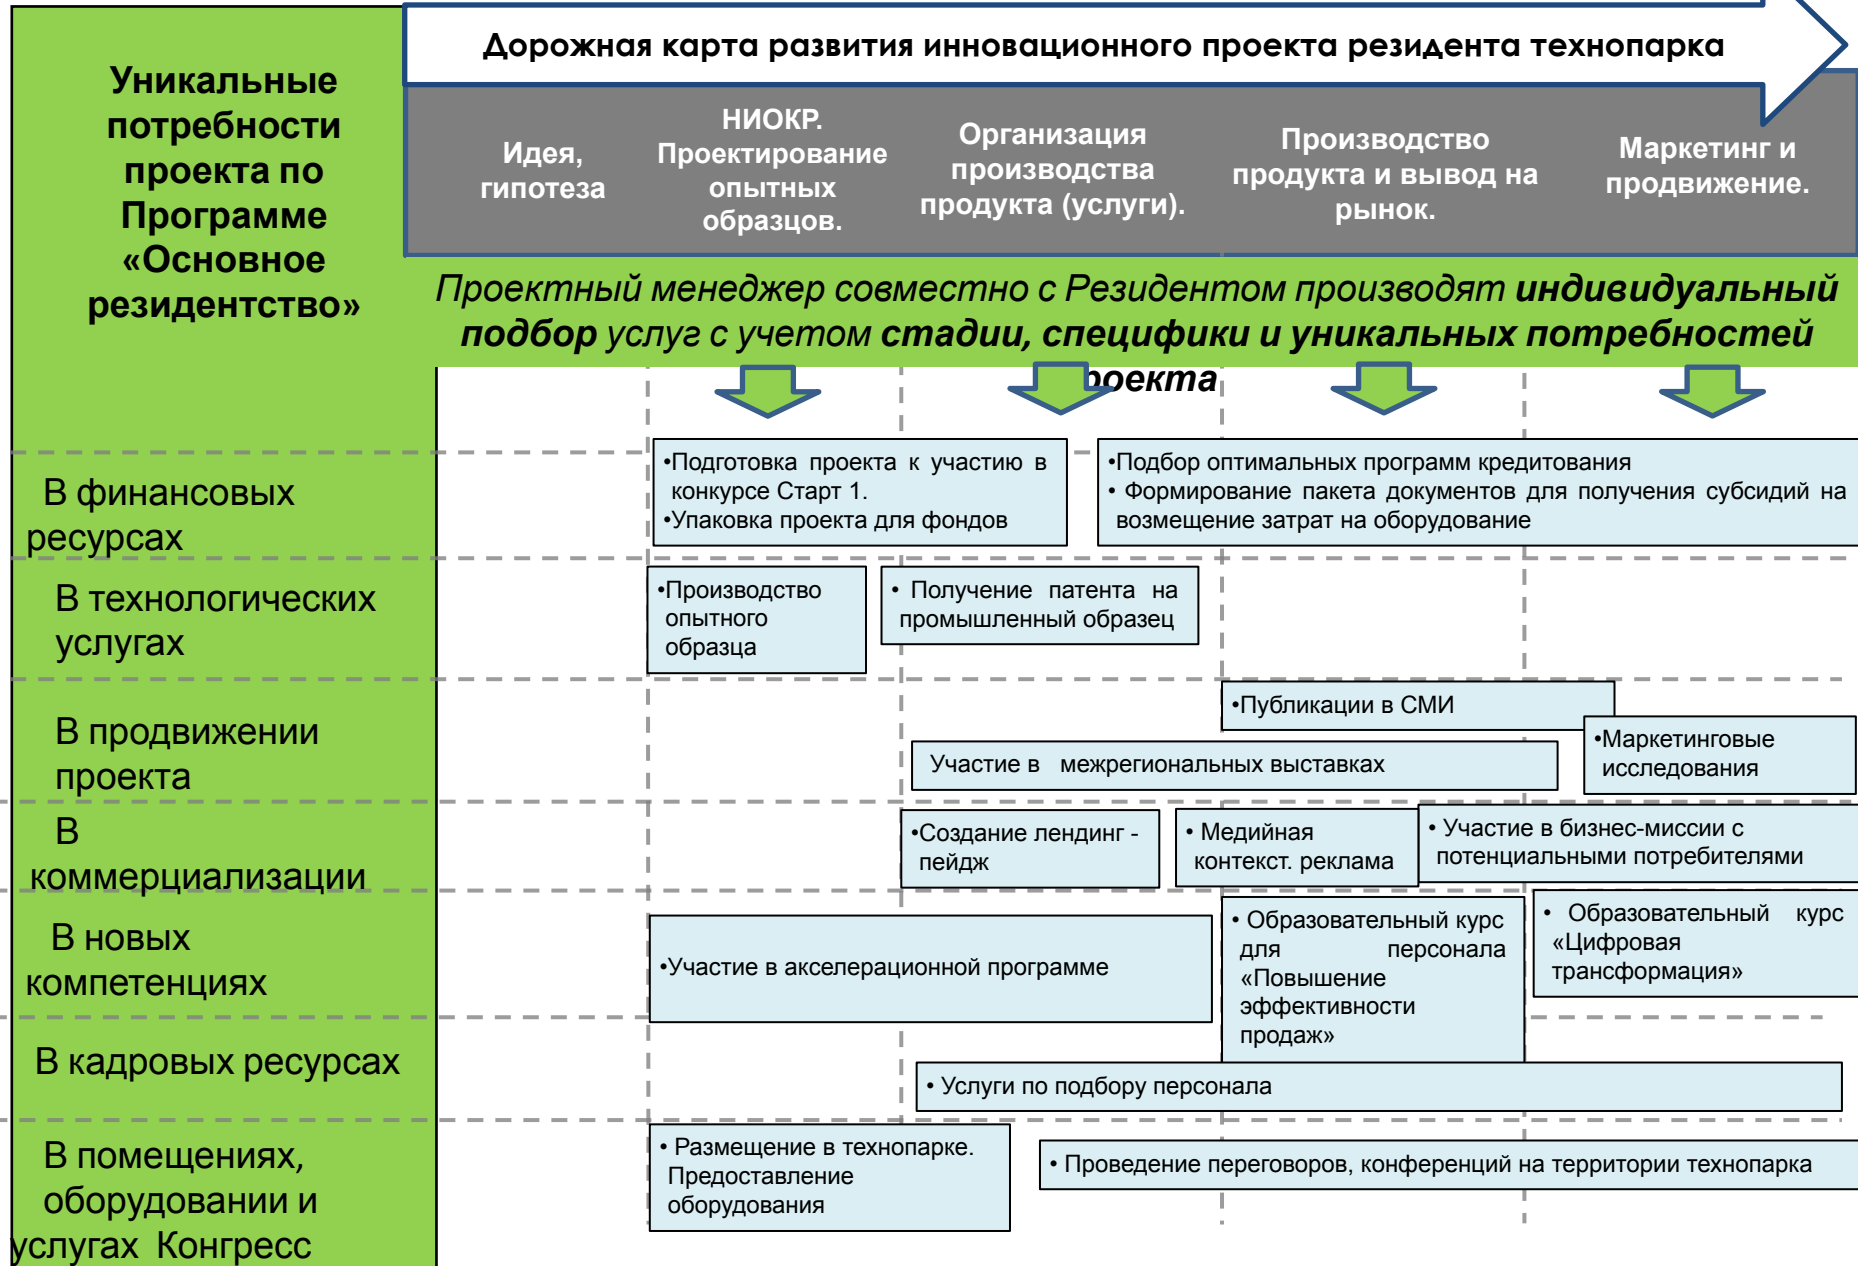 Дорожная карта развития инновационного проекта резидента технопарка
Уникальные
потребности
проекта по
Программе
«Основное
резидентство»
Идея,
гипотеза
НИОКР.
Проектирование
опытных
образцов.
Организация
производства
продукта (услуги).
Производство
продукта и вывод на
рынок.
Маркетинг и
продвижение.
Проектный менеджер совместно с Резидентом производят индивидуальный
подбор услуг с учетом стадии, специфики и уникальных потребностей
роекта
В финансовых
ресурсах
•Подготовка проекта к участию в
конкурсе Старт 1.
•Упаковка проекта для фондов
•Подбор оптимальных программ кредитования
• Формирование пакета документов для получения субсидий на
возмещение затрат на оборудование
В технологических
услугах
•Производство
опытного
образца
• Получение патента на
промышленный образец
В продвижении
проекта
•Публикации в СМИ
Участие в межрегиональных выставках
•Маркетинговые
исследования
В
коммерциализации
•Создание лендинг -
пейдж
• Медийная
контекст. реклама
• Участие в бизнес-миссии с
потенциальными потребителями
В новых
компетенциях
•Участие в акселерационной программе
• Образовательный курс
для персонала
«Повышение
эффективности
продаж»
• Образовательный курс
«Цифровая
трансформация»
В кадровых ресурсах
• Услуги по подбору персонала
В помещениях,
оборудовании и
услугах Конгресс
• Размещение в технопарке.
Предоставление
оборудования
• Проведение переговоров, конференций на территории технопарка